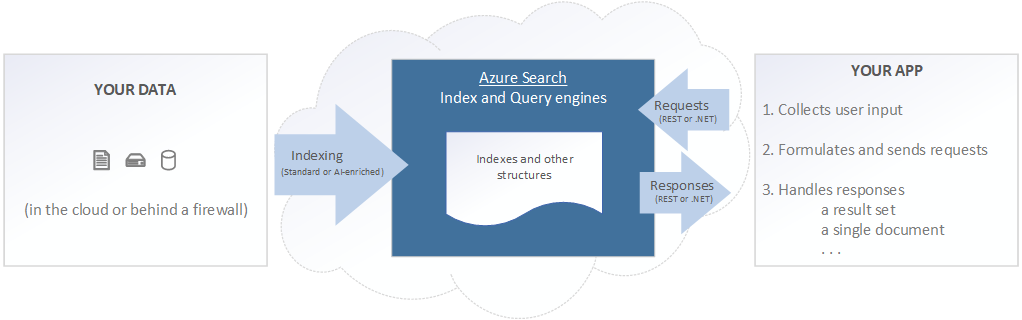 YOUR DATA
(in the cloud or behind a firewall)
Indexing
(Standard or AI-enriched)
Azure Search
Index and Query engines
Indexes and other
structures
Requests
(REST or .NET)
Responses
(REST or .NET)
YOUR APP
1. Collects user input
2. Formulates and sends requests
3. Handles responses
a result set
a single document
. . .